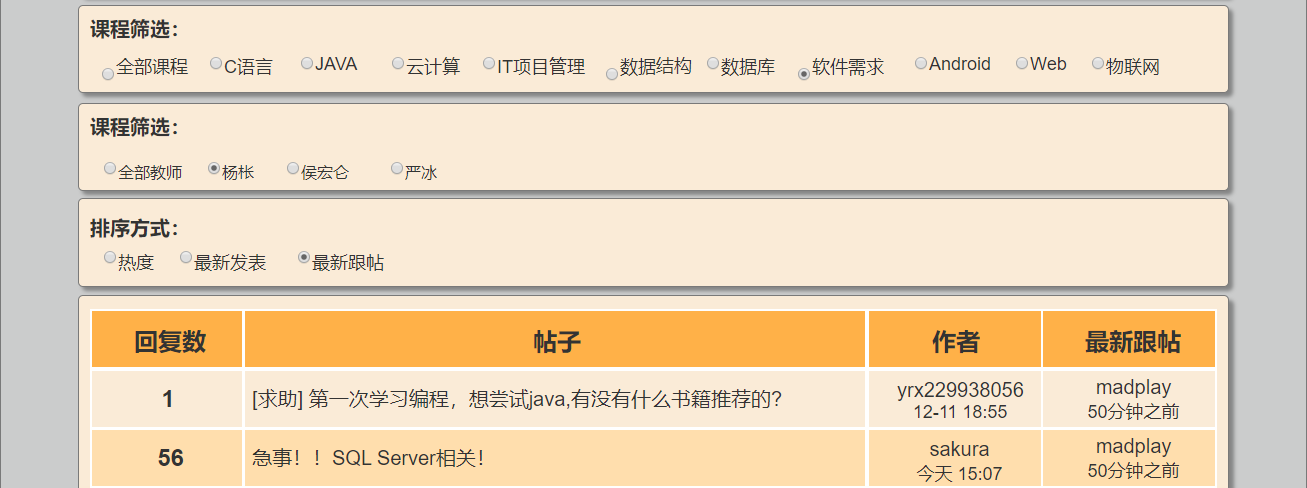 课程筛选：
全部课程 C语言 JAVA 云计算 IT项目管理 数据结构 数据库 软件需求 Android Web 物联网
课程筛选：
全部教师 杨枨 侯宏仑 严冰
排序方式：
热度 最新发表 最新跟帖
回复数 帖子 作者 最新跟帖
1 [求助] 第一次学习编程，想尝试java,有没有什么书籍推荐的？ yrx229938056 madplay
12-11 18:55 50分钟之前
56 急事！！SQL Server相关！ sakura madplay
今天 15:07 50分钟之前